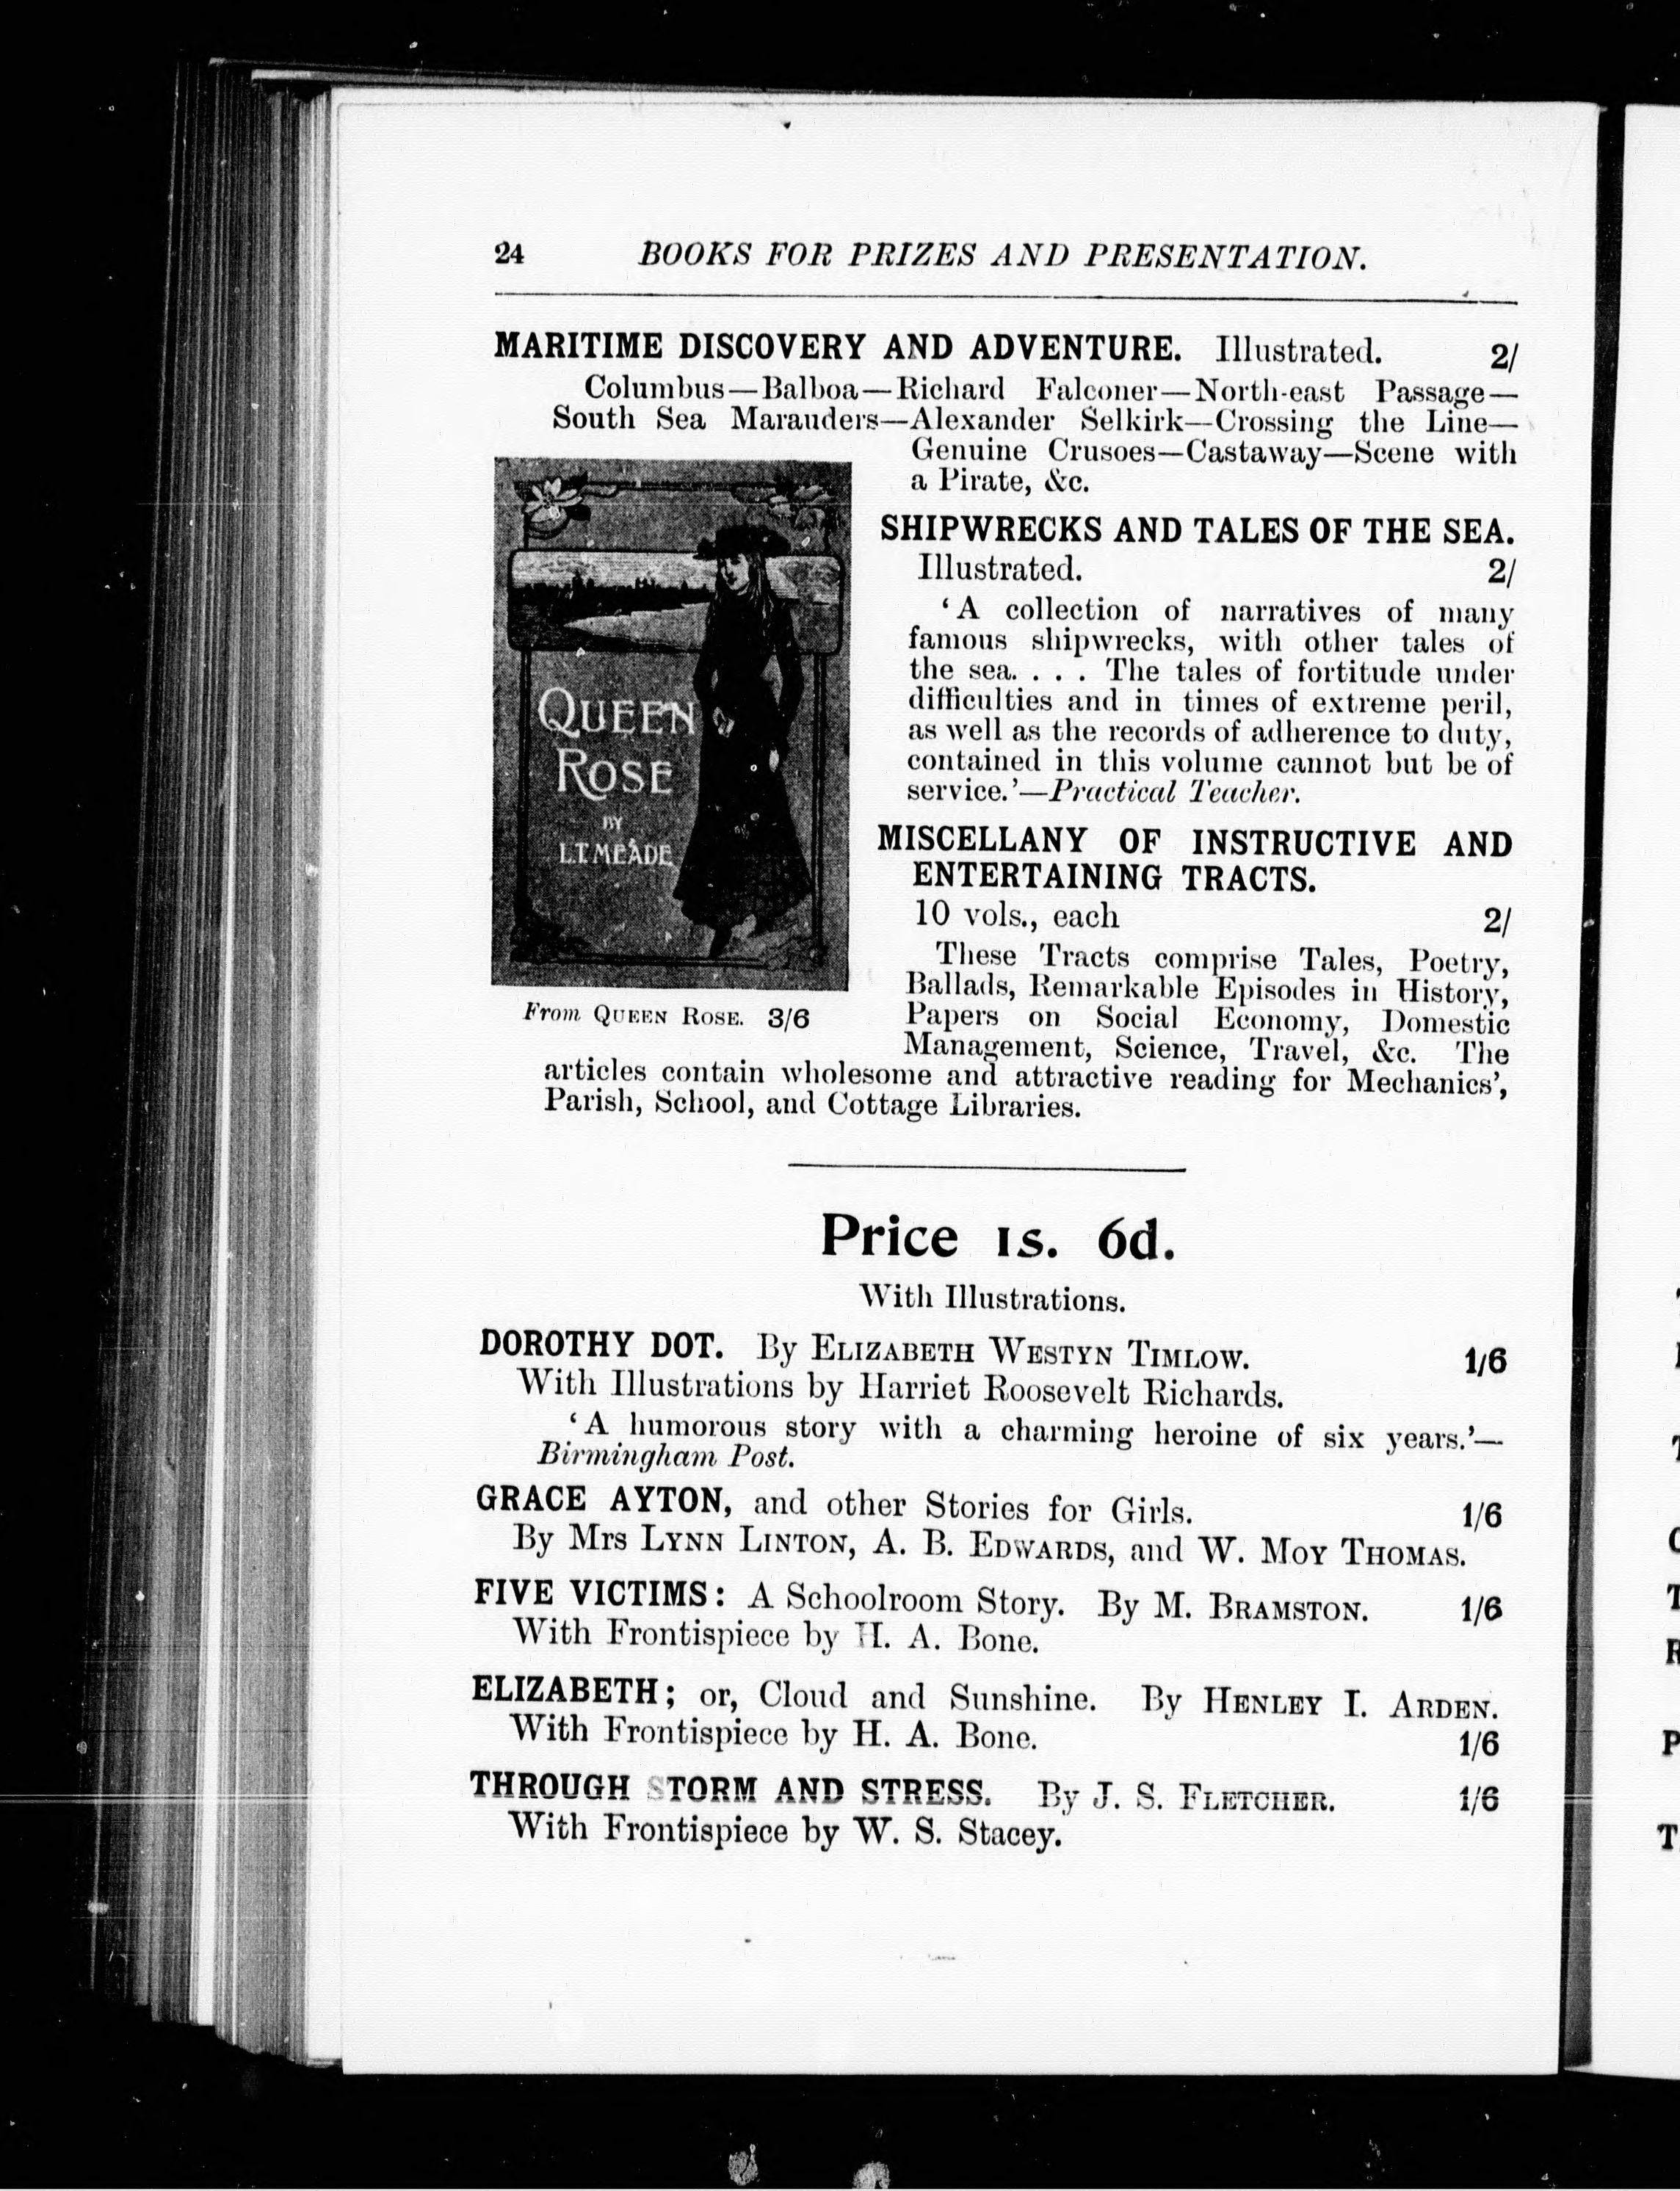 24 BOOKS FOR PRIZES AND PRESENTATION.
MARITIME DISCOVERY AND ADVENTURE. Illustrated. 2/
Columbus—Balboa—Richard Falconer—North-east Passage—
South Sea Marauders—Alexander Selkirk—Crossing the Line—
Genuine Crusoes—Castaway—Scene with
a Pirate, &c.
QUEEN
ROSE
BY
L.T. MEADE
From QUEEN ROSE. 3/6
SHIPWRECKS AND TALES OF THE SEA.
Illustrated. 2/
‘A collection of narratives of many
famous shipwrecks, with other tales of
the sea. . . . The tales of fortitude under
difficulties and in times of extreme peril,
as well as the records of adherence to duty,
contained in this volume cannot but be of
service.’—Practical Teacher.
MISCELLANY OF INSTRUCTIVE AND
ENTERTAINING TRACTS.
10 vols., each 2/
These Tracts comprise Tales, Poetry,
Ballads, Remarkable Episodes in History,
Papers on Social Economy, Domestic
Management, Science, Travel, &c. The
articles contain wholesome and attractive reading for Mechanics’,
Parish, School, and Cottage Libraries.
Price 1s. 6d.
With Illustrations.
DOROTHY DOT. By ELIZABETH WESTYN TIMLOW. 1/6
With Illustrations by Harriet Roosevelt Richards.
‘A humorous story with a charming heroine of six years.’—
Birmingham Post.
GRACE AYTON, and other Stories for Girls. 1/6
By Mrs LYNN LINTON, A. B. EDWARDS, and W. MOY THOMAS.
FIVE VICTIMS: A Schoolroom Story. By M. BRAMSTON. 1/6
With Frontispiece by H. A. Bone.
ELIZABETH; or, Cloud and Sunshine. By HENLEY I. ARDEN.
With Frontispiece by H. A. Bone. 1/6
THROUGH STORM AND STRESS. By J. S. FLETCHER. 1/6
With Frontispiece by W. S. Stacey.